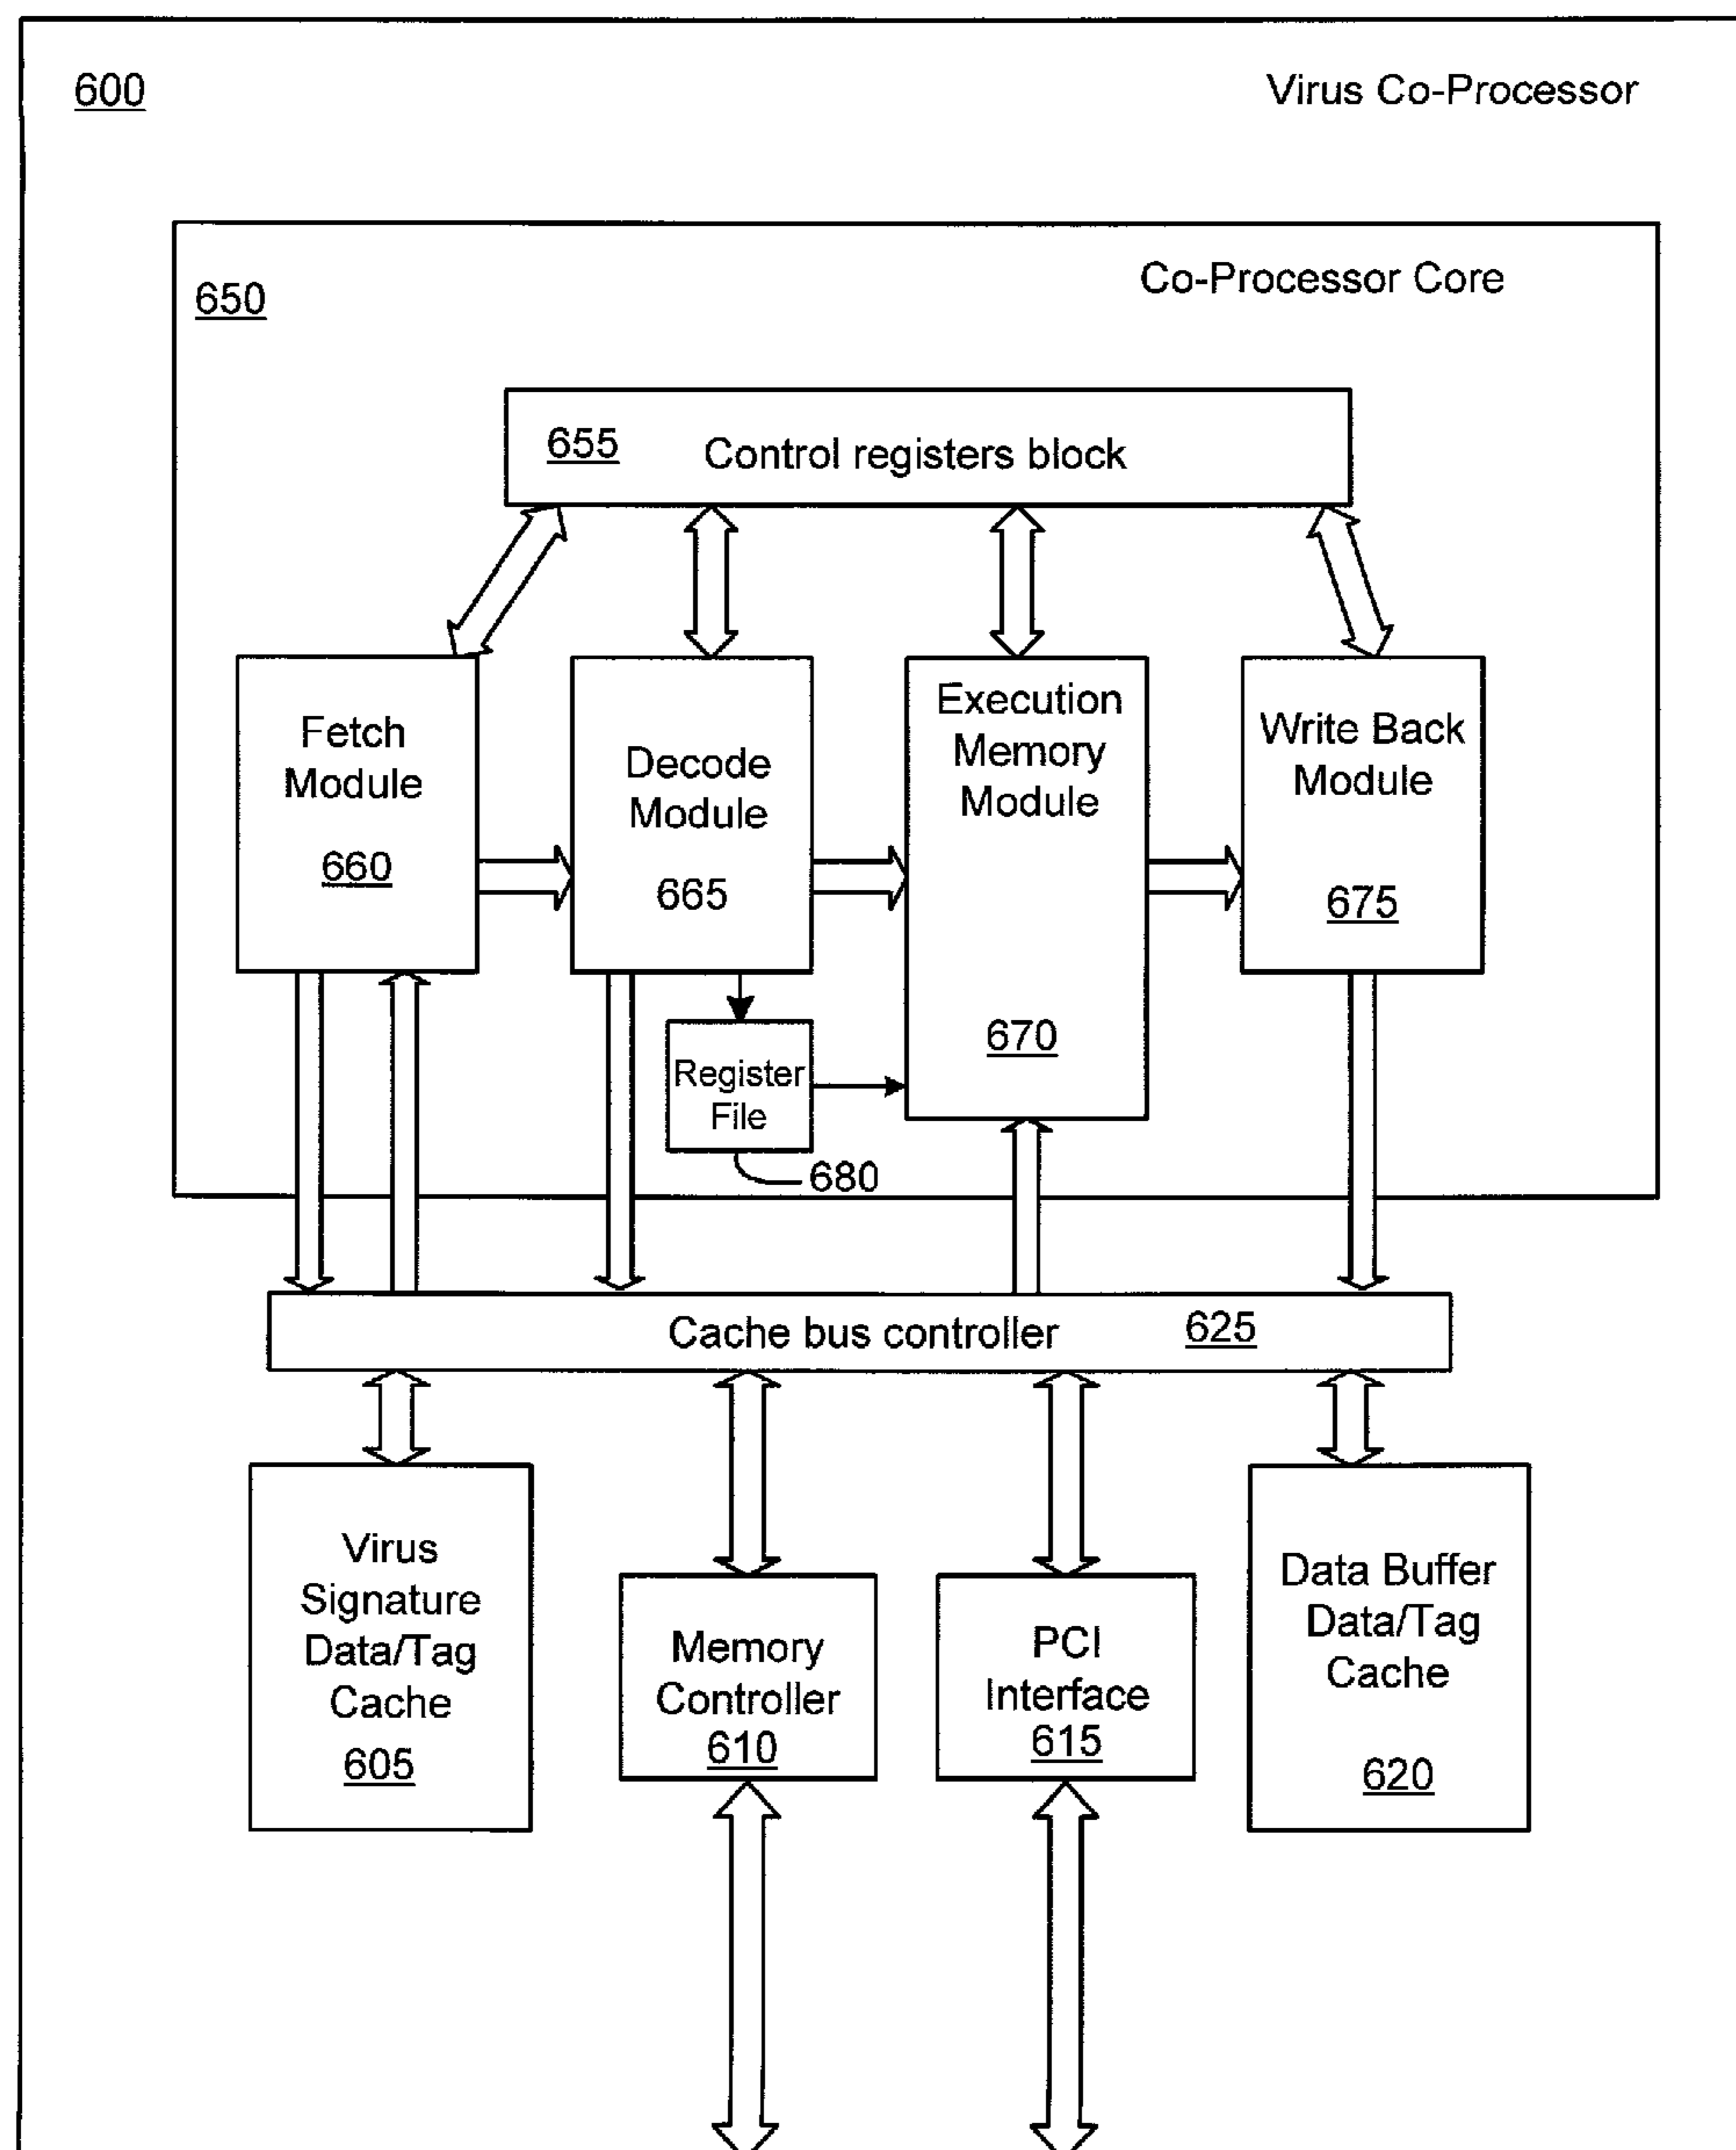 600
Virus Co-Processor
650
Co-Processor Core
655
Control registers block
Fetch
Module
660
Decode
Module
665
Execution
Memory
Module
670
Write Back
Module
675
Register
File
680
Cache bus controller
625
Virus
Signature
Data/Tag
Cache
605
Memory
Controller
610
PCI
Interface
615
Data Buffer
Data/Tag
Cache
620